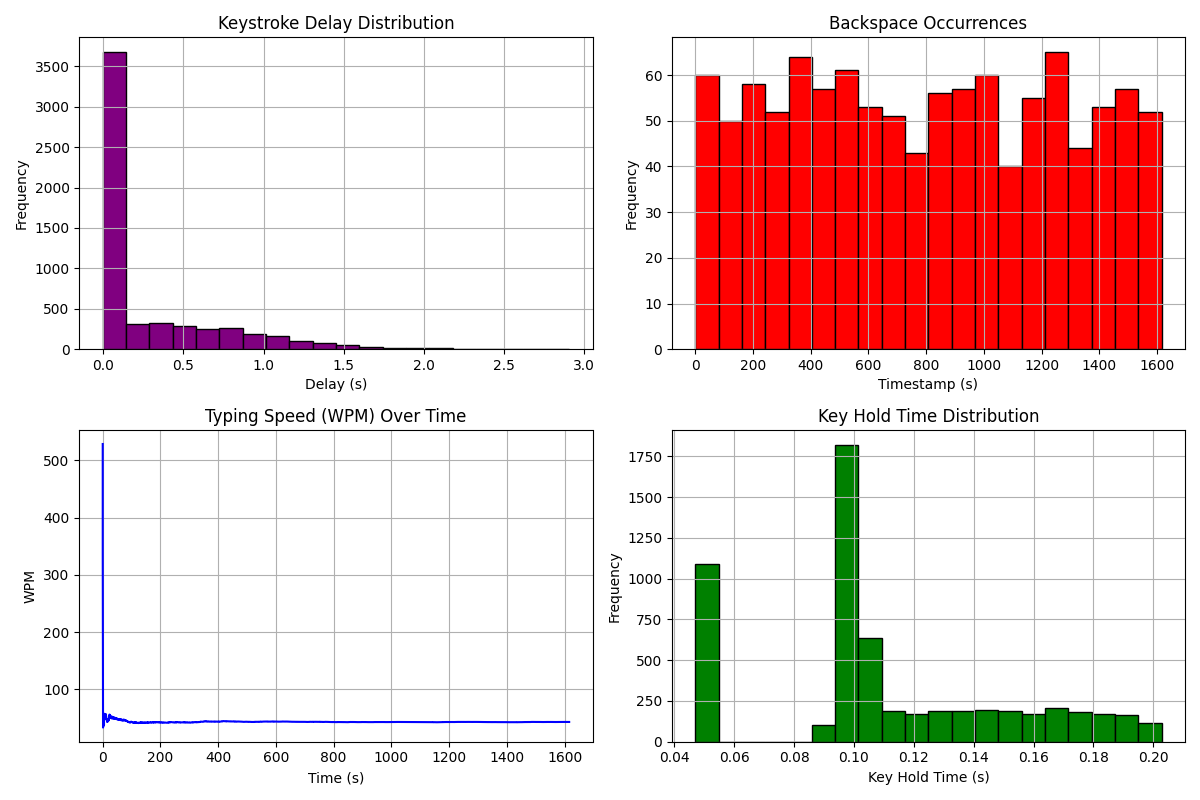 Keystroke Delay Distribution
Frequency
3500
3000
2500
2000
1500
1000
500
0
0.0 0.5 1.0 1.5 2.0 2.5 3.0
Delay (s)
Backspace Occurrences
Frequency
60
50
40
30
20
10
0
0 200 400 600 800 1000 1200 1400 1600
Timestamp (s)
Typing Speed (WPM) Over Time
WPM
500
400
300
200
100
0 200 400 600 800 1000 1200 1400 1600
Time (s)
Key Hold Time Distribution
Frequency
1750
1500
1250
1000
750
500
250
0
0.04 0.06 0.08 0.10 0.12 0.14 0.16 0.18 0.20
Key Hold Time (s)